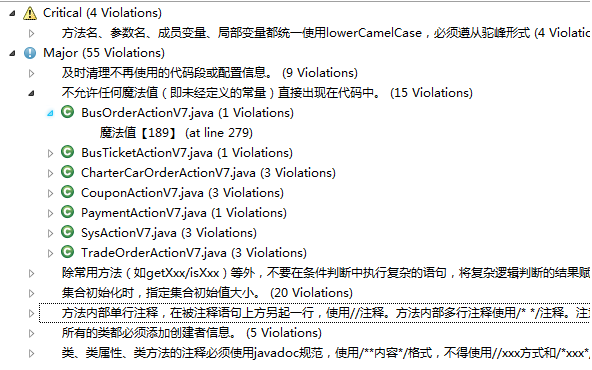 Critical (4 Violations)
方法名、参数名、成员变量、局部变量都统一使用lowerCamelCase，必须遵从驼峰形式 (4 Violatio
Major (55 Violations)
及时清理不再使用的代码段或配置信息。 (9 Violations)
不允许任何魔法值（即未经定义的常量）直接出现在代码中。 (15 Violations)
BusOrderActionV7.java (1 Violations)
魔法值【189】 (at line 279)
BusTicketActionV7.java (1 Violations)
CharterCarOrderActionV7.java (3 Violations)
CouponActionV7.java (3 Violations)
PaymentActionV7.java (1 Violations)
SysActionV7.java (3 Violations)
TradeOrderActionV7.java (3 Violations)
除常用方法（如getXxx/isXxx）等外，不要在条件判断中执行复杂的语句，将复杂逻辑判断的结果赋
集合初始化时，指定集合初始值大小。 (20 Violations)
方法内部单行注释，在被注释语句上方另起一行，使用//注释。方法内部多行注释使用/* */注释。注
所有的类都必须添加创建者信息。 (5 Violations)
类、类属性、类方法的注释必须使用javadoc规范，使用/**内容*/格式，不得使用//xxx方式和/*xxx*